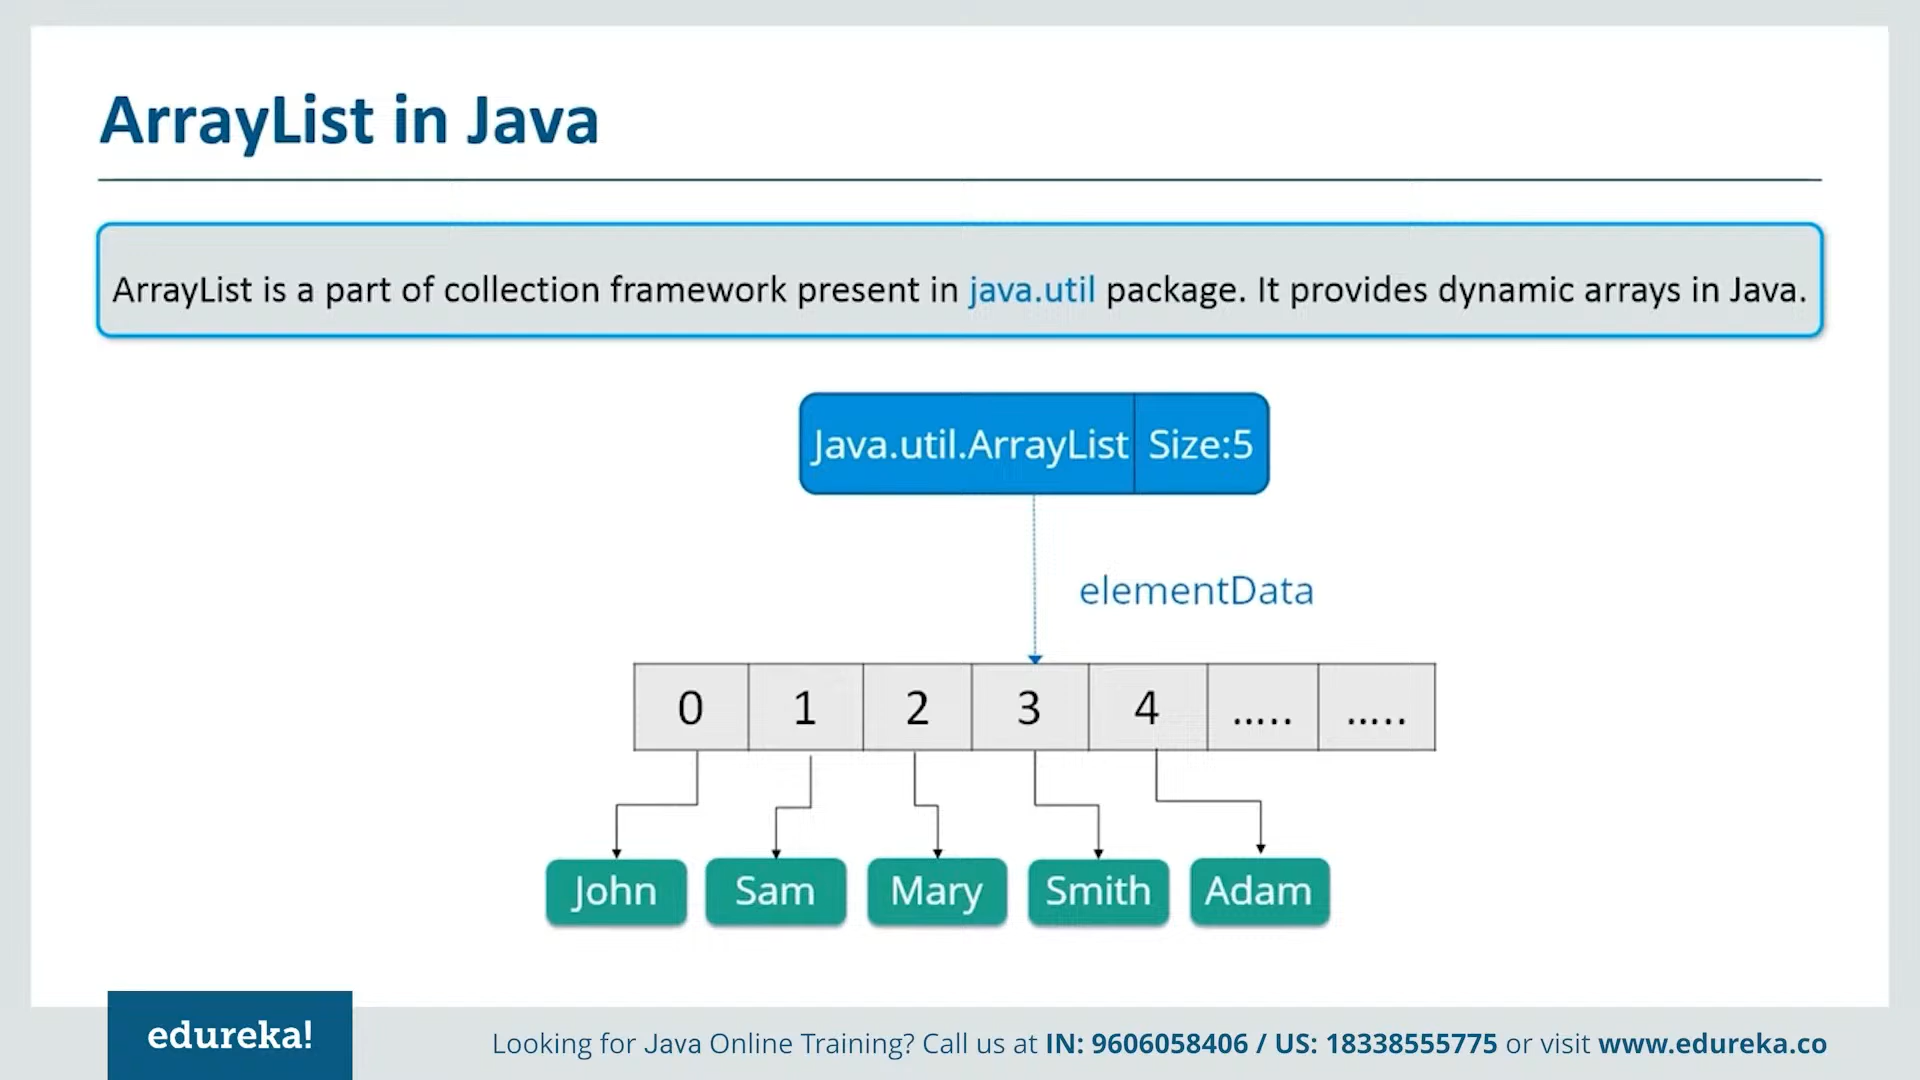 ArrayList in Java
ArrayList is a part of collection framework present in java.util package. It provides dynamic arrays in Java.
Java.util.ArrayList Size:5
elementData
0 1 2 3 4 ..... .....
John Sam Mary Smith Adam
edureka!
Looking for Java Online Training? Call us at IN: 9606058406 / US: 18338555775 or visit www.edureka.co